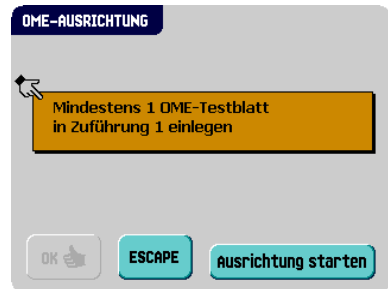 OME-AUSRICHTUNG
Mindestens 1 OME-Testblatt
in Zuführung 1 einlegen
OK
ESCAPE
Ausrichtung starten